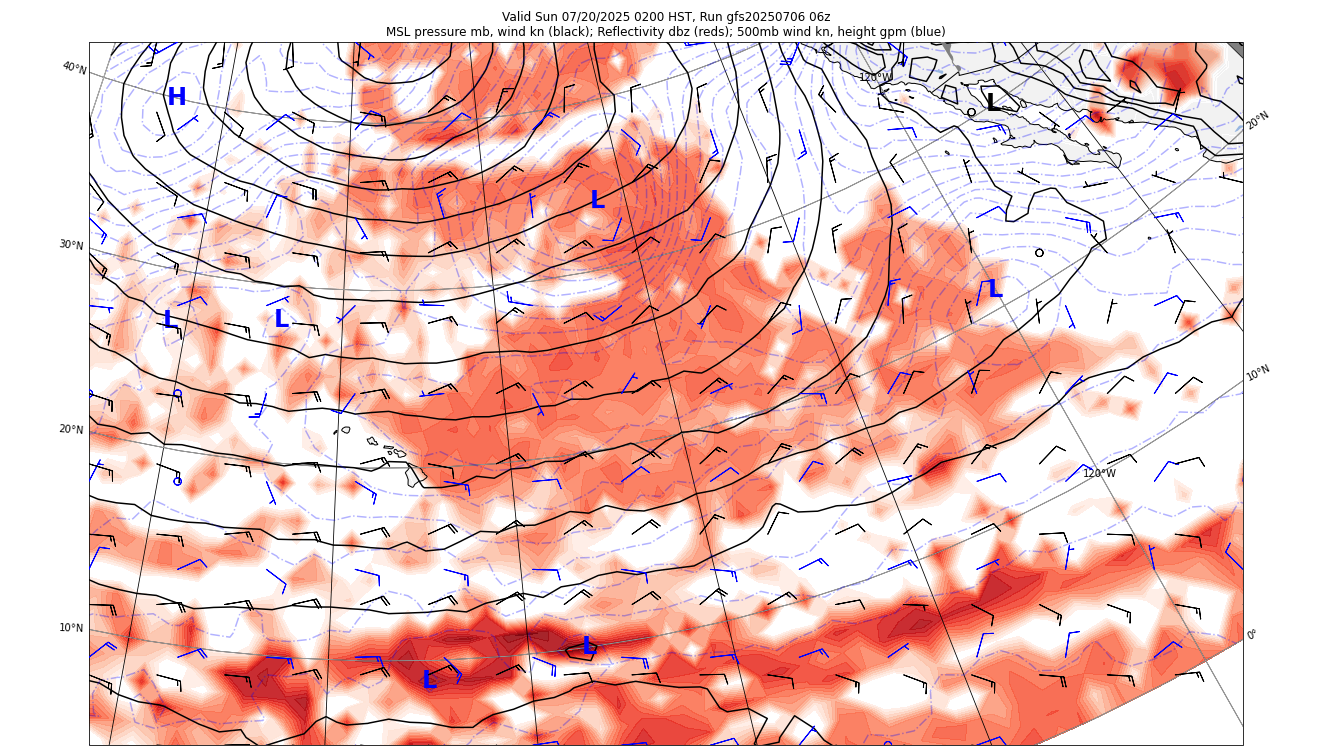 Valid Sun 07/20/2025 0200 HST, Run gfs20250706 06z
MSL pressure mb, wind kn (black); Reflectivity dbz (reds); 500mb wind kn, height gpm (blue)
40°N
120°W
H
L
20°N
L
30°N
L
L
L
10°N
20°N
120°W
10°N
L
0°
L